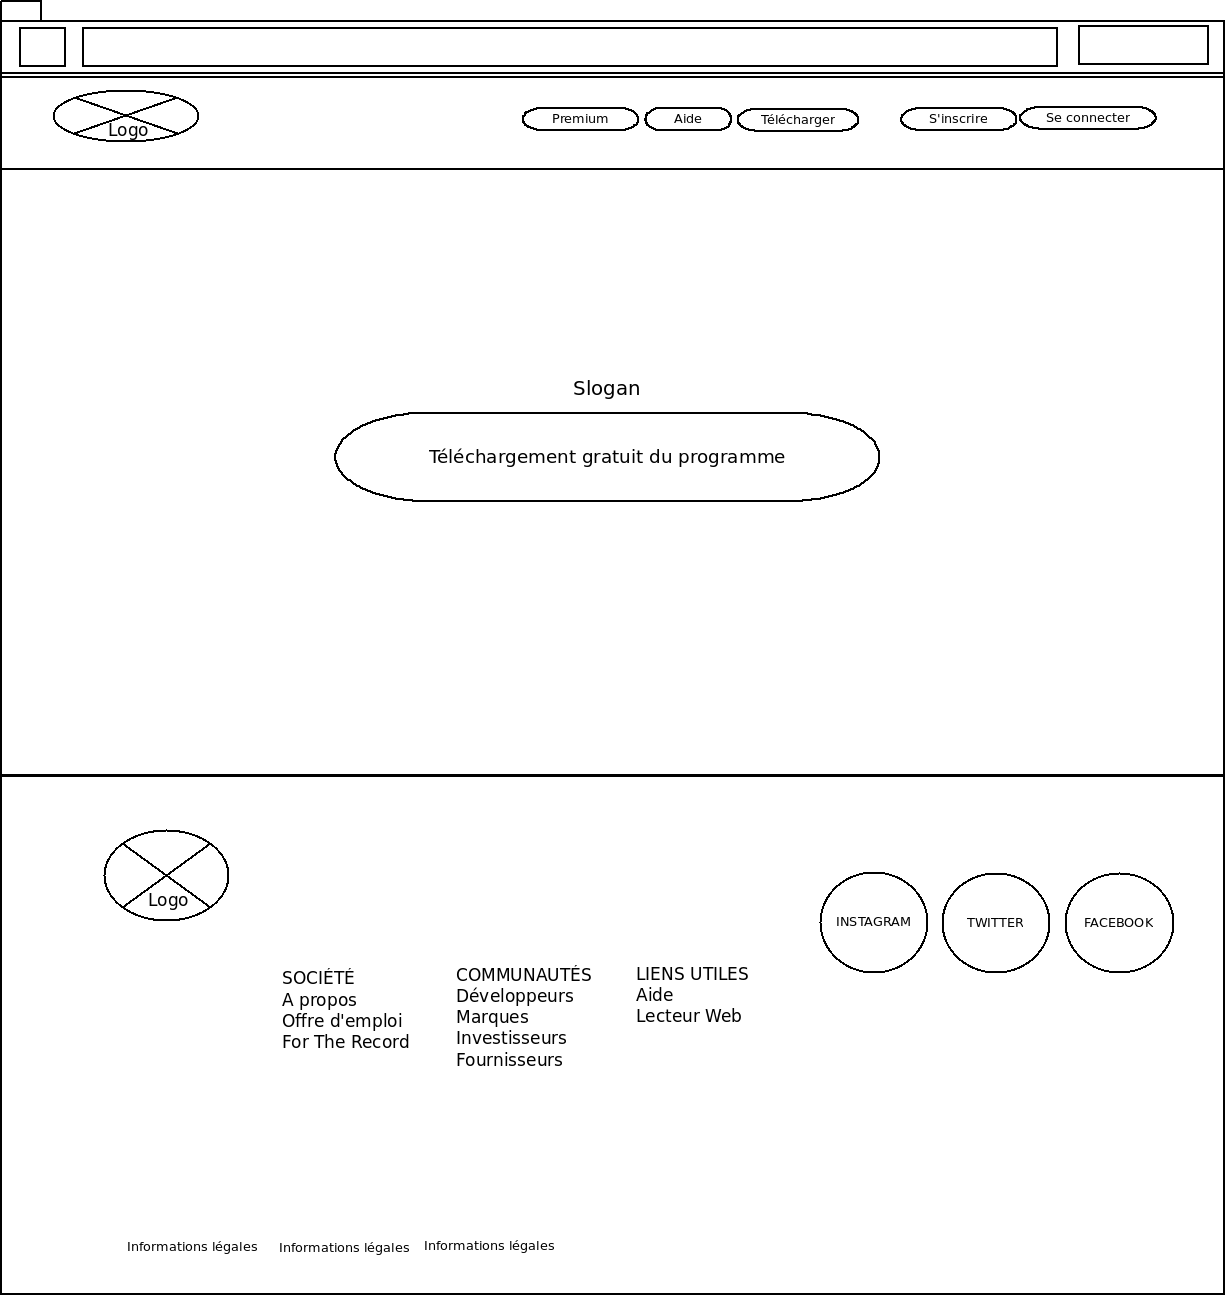 Logo
Premium
Aide
Télécharger
S'inscrire
Se connecter
Slogan
Téléchargement gratuit du programme
Logo
INSTAGRAM
TWITTER
FACEBOOK
SOCIÉTÉ
A propos
Offre d'emploi
For The Record
COMMUNAUTÉS
Développeurs
Marques
Investisseurs
Fournisseurs
LIENS UTILES
Aide
Lecteur Web
Informations légales
Informations légales
Informations légales